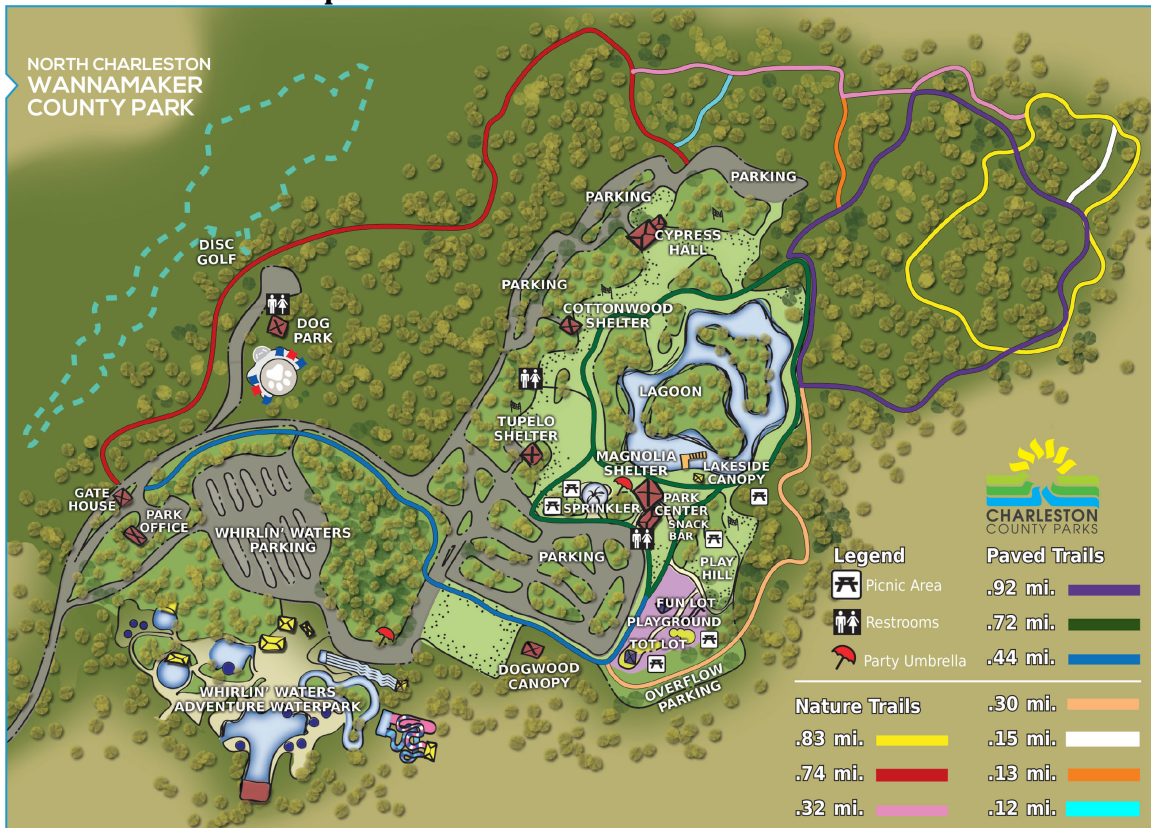 NORTH CHARLESTON
WANNAMAKER
COUNTY PARK
PARKING
PARKING
CYPRESS
HALL
DISC
GOLF
PARKING
COTTONWOOD
SHELTER
DOG
PARK
LAGOON
TUPELO
SHELTER
MAGNOLIA
SHELTER
LAKESIDE
CANOPY
GATE
HOUSE
PARK
OFFICE
SPRINKLER
PARK
CENTER
SNACK
BAR
WHIRLIN' WATERS
PARKING
PARKING
PLAY
HILL
FUN LOT
PLAYGROUND
TOT LOT
DOGWOOD
CANOPY
OVERFLOW
PARKING
WHIRLIN' WATERS
ADVENTURE WATERPARK
CHARLESTON
COUNTY PARKS
Legend
Picnic Area
Restrooms
Party Umbrella
Paved Trails
.92 mi.
.72 mi.
.44 mi.
Nature Trails
.83 mi.
.74 mi.
.32 mi.
.30 mi.
.15 mi.
.13 mi.
.12 mi.